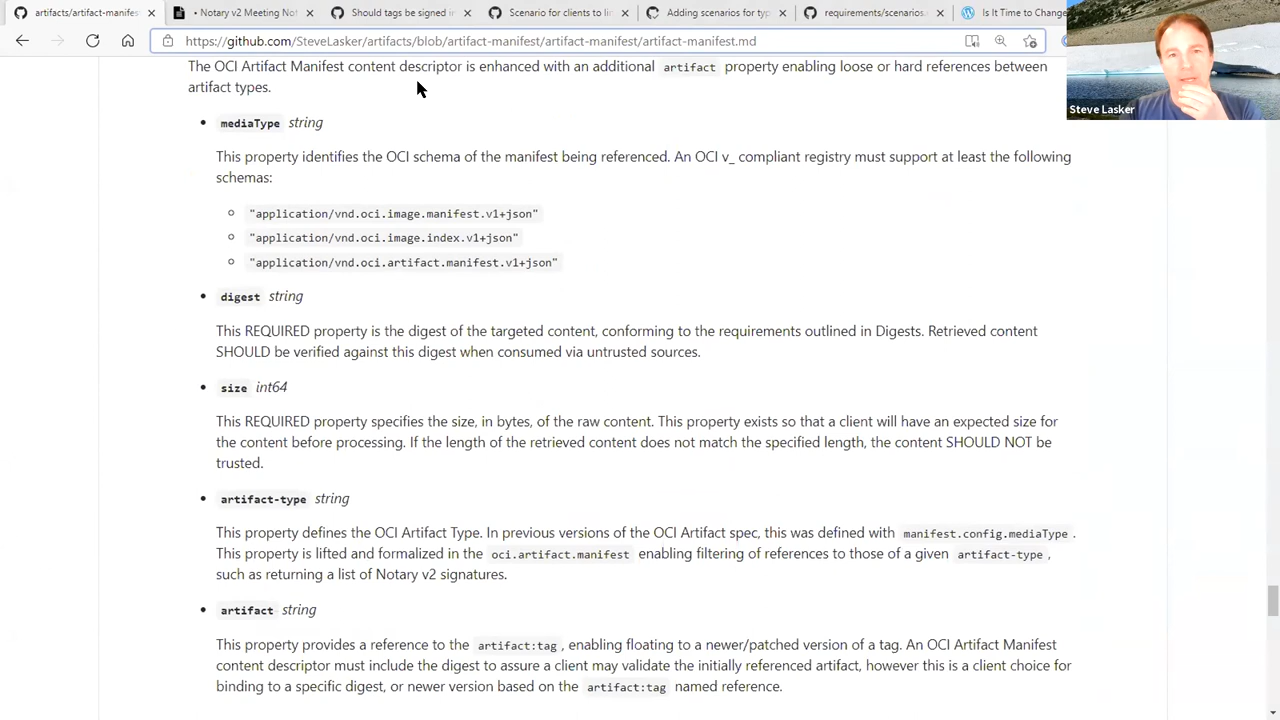 artifacts/artifact-manifes
Notary v2 Meeting Not
Should tags be signed i
Scenario for clients to li
Adding scenarios for typ
requirements/scenarios.
Is It Time to Change
https://github.com/SteveLasker/artifacts/blob/artifact-manifest/artifact-manifest/artifact-manifest.md
Steve Lasker
The OCI Artifact Manifest content descriptor is enhanced with an additional artifact property enabling loose or hard references between
artifact types.
• mediaType string
This property identifies the OCI schema of the manifest being referenced. An OCI v_ compliant registry must support at least the following
schemas:
"application/vnd.oci.image.manifest.v1+json"
"application/vnd.oci.image.index.v1+json"
"application/vnd.oci.artifact.manifest.v1+json"
• digest string
This REQUIRED property is the digest of the targeted content, conforming to the requirements outlined in Digests. Retrieved content
SHOULD be verified against this digest when consumed via untrusted sources.
• size int64
This REQUIRED property specifies the size, in bytes, of the raw content. This property exists so that a client will have an expected size for
the content before processing. If the length of the retrieved content does not match the specified length, the content SHOULD NOT be
trusted.
• artifact-type string
This property defines the OCI Artifact Type. In previous versions of the OCI Artifact spec, this was defined with manifest.config.mediaType .
This property is lifted and formalized in the oci.artifact.manifest enabling filtering of references to those of a given artifact-type ,
such as returning a list of Notary v2 signatures.
• artifact string
This property provides a reference to the artifact:tag , enabling floating to a newer/patched version of a tag. An OCI Artifact Manifest
content descriptor must include the digest to assure a client may validate the initially referenced artifact, however this is a client choice for
binding to a specific digest, or newer version based on the artifact:tag named reference.